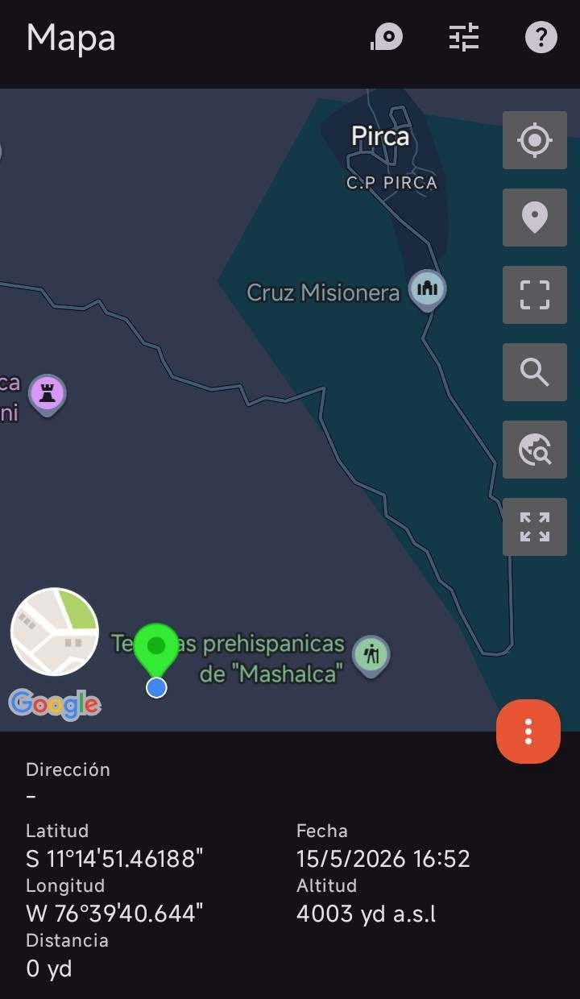 Mapa
Pirca
C.P PIRCA
Cruz Misionera
ca
ni
Te as prehispanicas
de "Mashalca"
Google
Dirección
–
Latitud
S 11°14'51.46188"
Fecha
15/5/2026 16:52
Longitud
W 76°39'40.644"
Altitud
4003 yd a.s.l
Distancia
0 yd